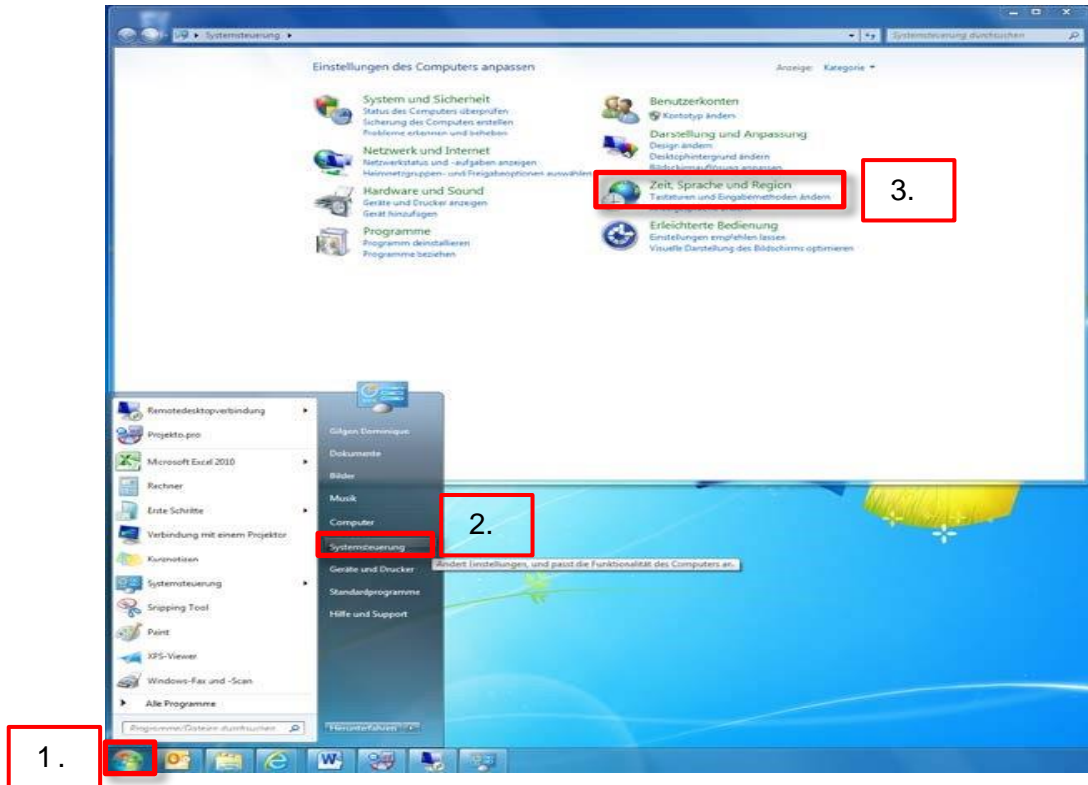 Systemsteuerung
Systemsteuerung durchsuchen
Einstellungen des Computers anpassen
Anzeige: Kategorie
System und Sicherheit
Status des Computers überprüfen
Sicherung des Computers erstellen
Probleme erkennen und beheben
Netzwerk und Internet
Netzwerkstatus und -aufgaben anzeigen
Heimnetzgruppen- und Freigabeoptionen auswählen
Hardware und Sound
Geräte und Drucker anzeigen
Gerät hinzufügen
Programme
Programm deinstallieren
Programme beziehen
Benutzerkonten
Kontotyp ändern
Darstellung und Anpassung
Design ändern
Desktophintergrund ändern
Bildschirmauflösung anpassen
Zeit, Sprache und Region
Tastaturen und Eingabemethoden ändern
3.
Erleichterte Bedienung
Einstellungen empfehlen lassen
Visuelle Darstellung des Bildschirms optimieren
Remotedesktopverbindung
Projekto.pro
Microsoft Excel 2010
Rechner
Erste Schritte
Verbindung mit einem Projektor
Kurznotizen
Systemsteuerung
Snipping Tool
Paint
XPS-Viewer
Windows-Fax und -Scan
Alle Programme
Programme/Dateien durchsuchen
Gilgen Dominique
Dokumente
Bilder
Musik
Computer
Systemsteuerung
2.
Ändert Einstellungen, und passt die Funktionalität des Computers an.
Geräte und Drucker
Standardprogramme
Hilfe und Support
Herunterfahren
1.